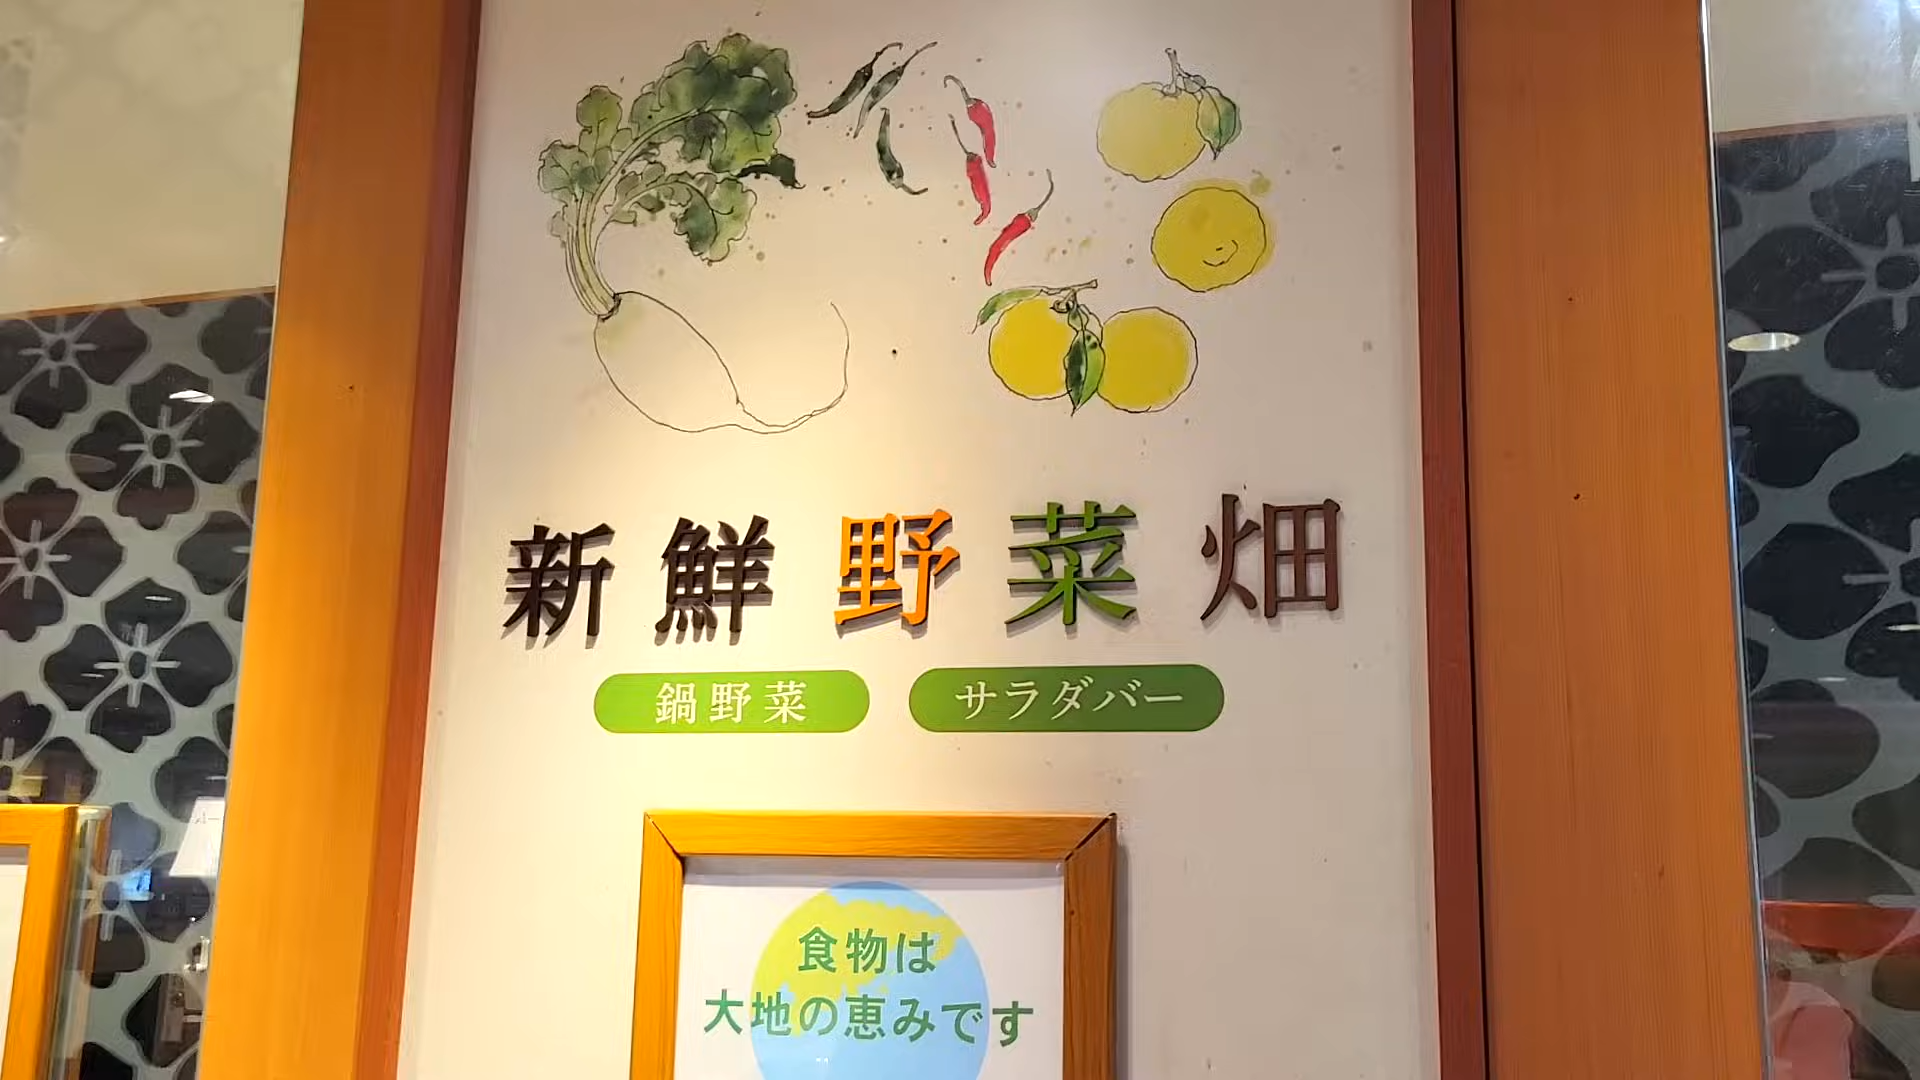 新鮮野菜畑
鍋野菜
サラダバー
食物は
大地の恵みです